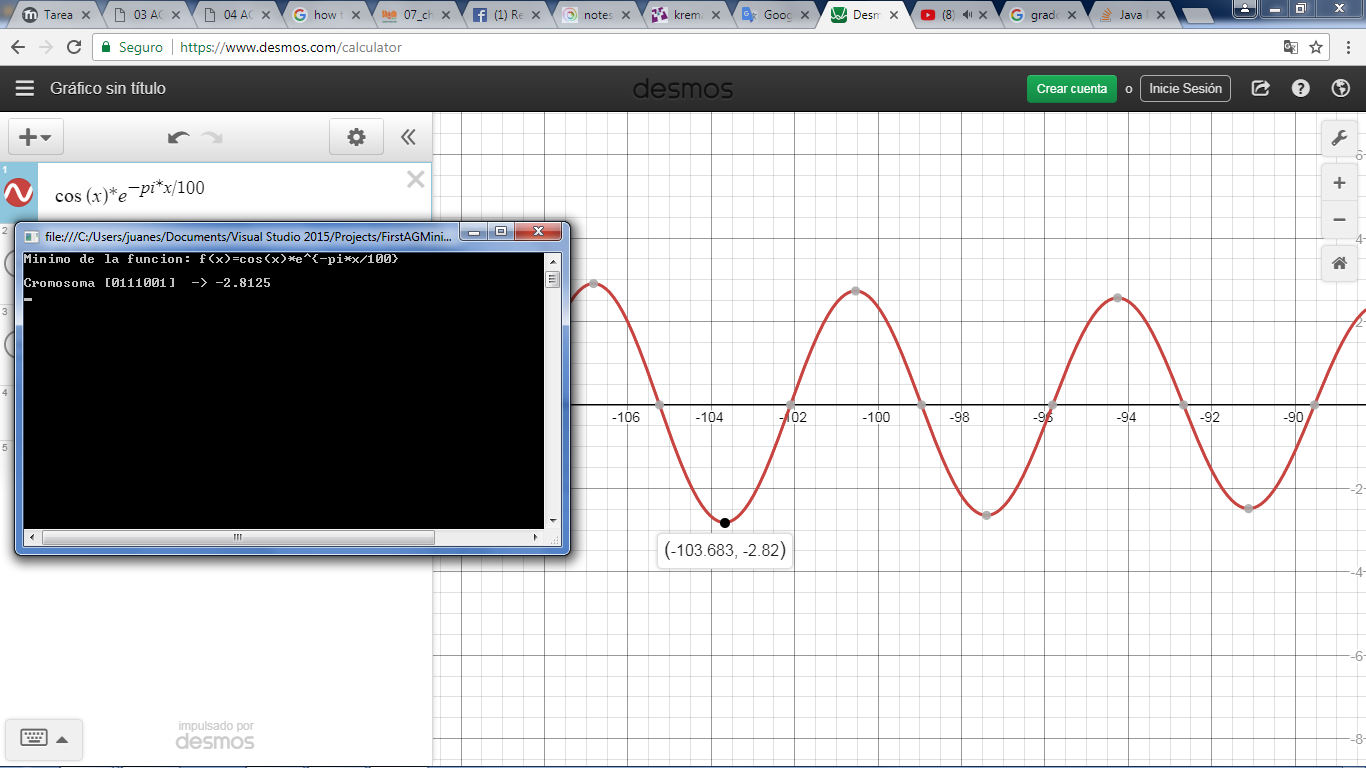 Tarea
03 AG
04 AG
how t
07_ch
(1) Re
notes
krema
Goog
Desm
(8)
grado
Java
Seguro
https://www.desmos.com/calculator
Gráfico sin título
desmos
Crear cuenta
o
Inicie Sesión
1
cos (x)*e^−pi*x/100
2
3
4
5
file:///C:/Users/juanes/Documents/Visual Studio 2015/Projects/FirstAGMini...
Minimo de la funcion: f(x)=cos(x)*e^(-pi*x/100)
Cromosoma [0111001] -> -2.8125
6
4
2
-106
-104
-102
-100
-98
-96
-94
-92
-90
-2
(-103.683, -2.82)
-4
-6
-8
impulsado por
desmos